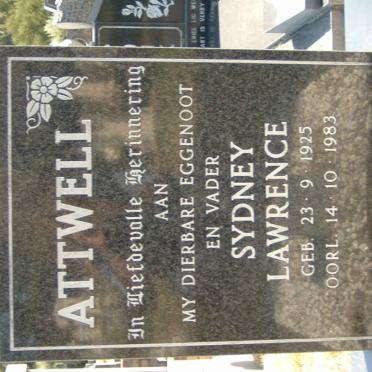 ATTWELL
In Liefdevolle Herinnering
AAN
MY DIERBARE EGGENOOT
EN VADER
SYDNEY
LAWRENCE
GEB. 23 · 9 · 1925
OORL. 14 · 10 · 1983